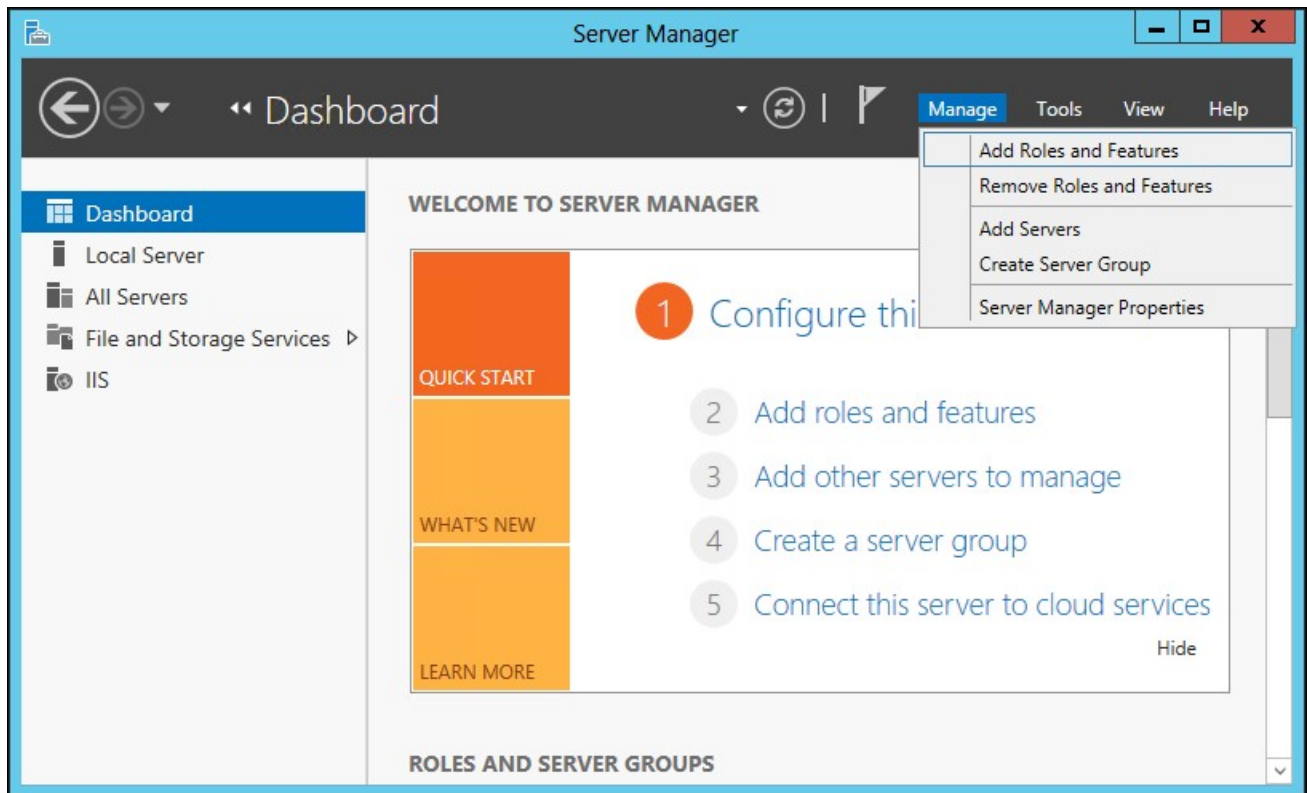 Server Manager
Dashboard
Manage Tools View Help
Add Roles and Features
Remove Roles and Features
Add Servers
Create Server Group
Server Manager Properties
Dashboard
Local Server
All Servers
File and Storage Services
IIS
WELCOME TO SERVER MANAGER
QUICK START
WHAT'S NEW
LEARN MORE
1 Configure thi
2 Add roles and features
3 Add other servers to manage
4 Create a server group
5 Connect this server to cloud services
Hide
ROLES AND SERVER GROUPS